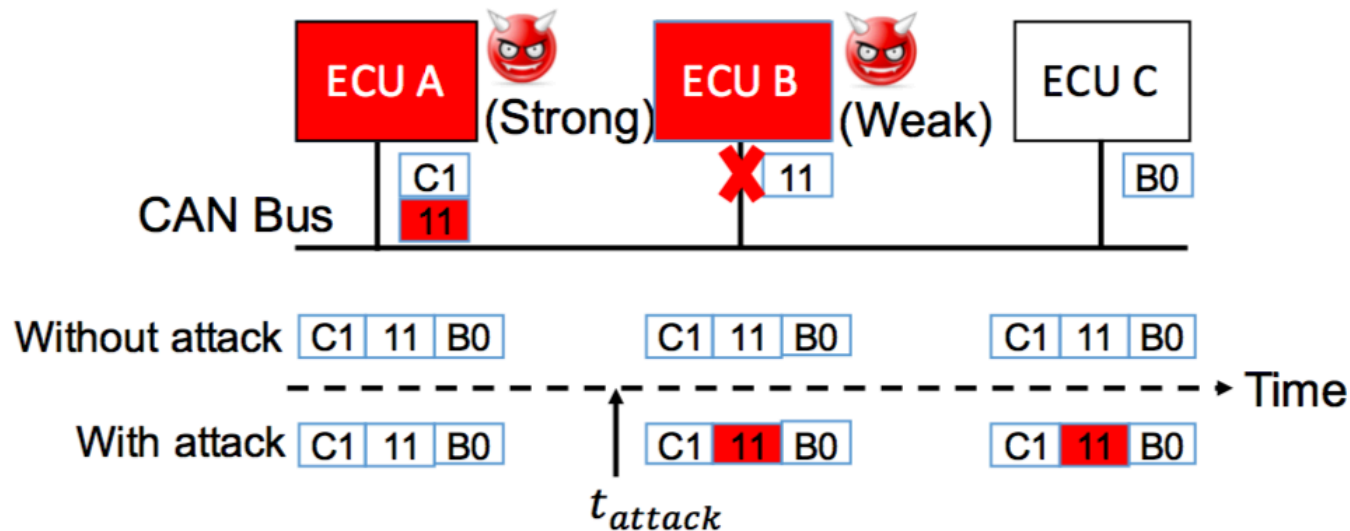 ECU A
(Strong)
ECU B
(Weak)
ECU C
C1
11
11
B0
CAN Bus
Without attack C1 11 B0 C1 11 B0 C1 11 B0
Time
With attack C1 11 B0 C1 11 B0 C1 11 B0
tattack